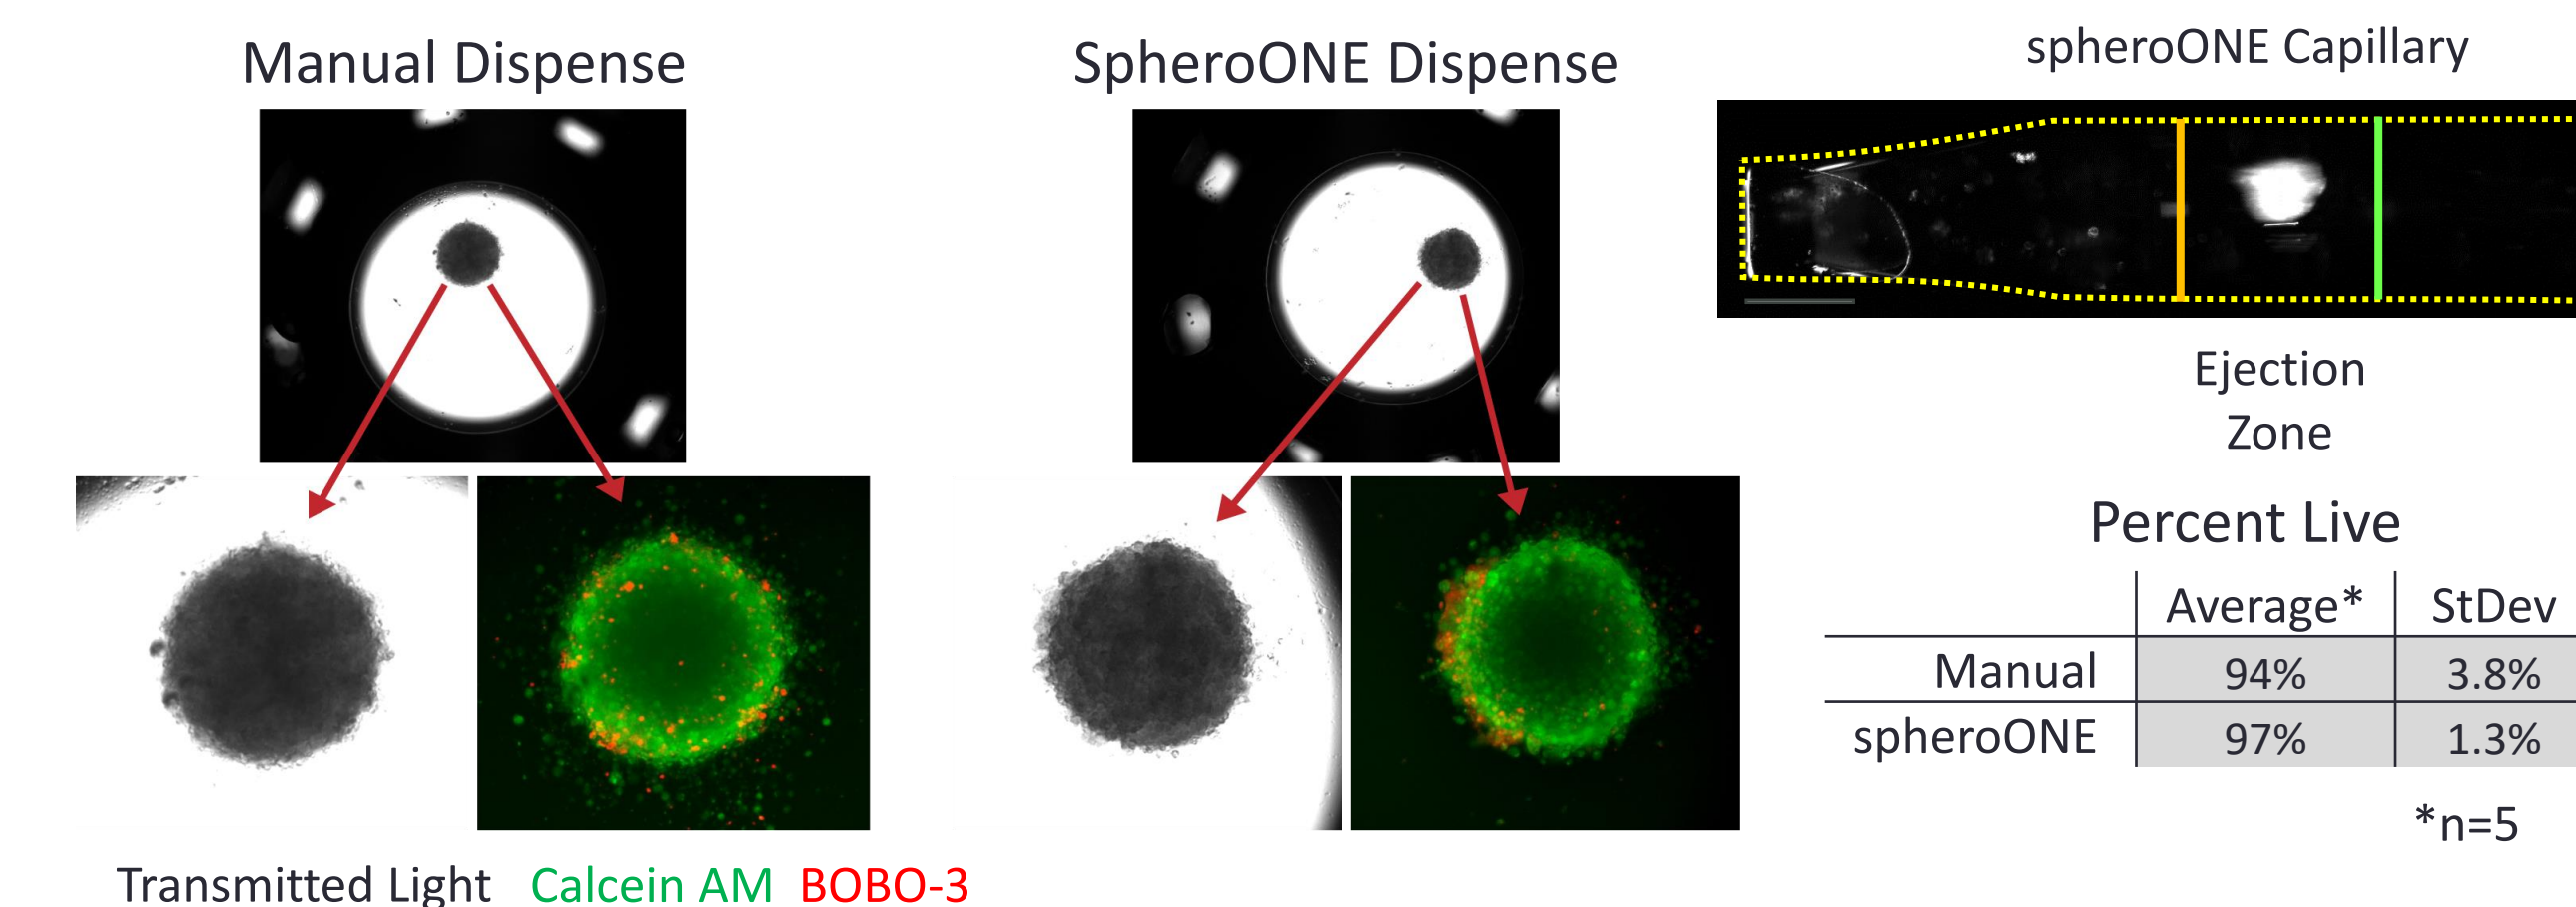 Manual Dispense
SpheroONE Dispense
spheroONE Capillary
Ejection
Zone
Percent Live
Average* StDev
Manual 94% 3.8%
spheroONE 97% 1.3%
*n=5
Transmitted Light Calcein AM BOBO-3